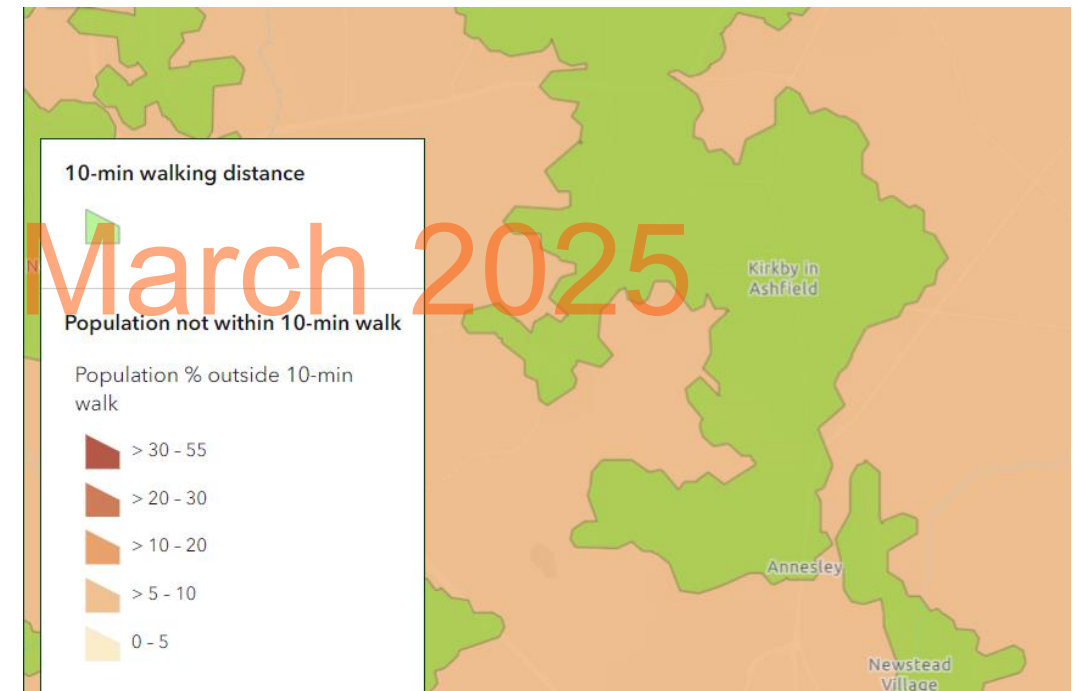 10-min walking distance
March 2025
N
Population not within 10-min walk
Population % outside 10-min
walk
> 30 - 55
> 20 - 30
> 10 - 20
> 5 - 10
0 - 5
Kirkby in
Ashfield
Annesley
Newstead
Village